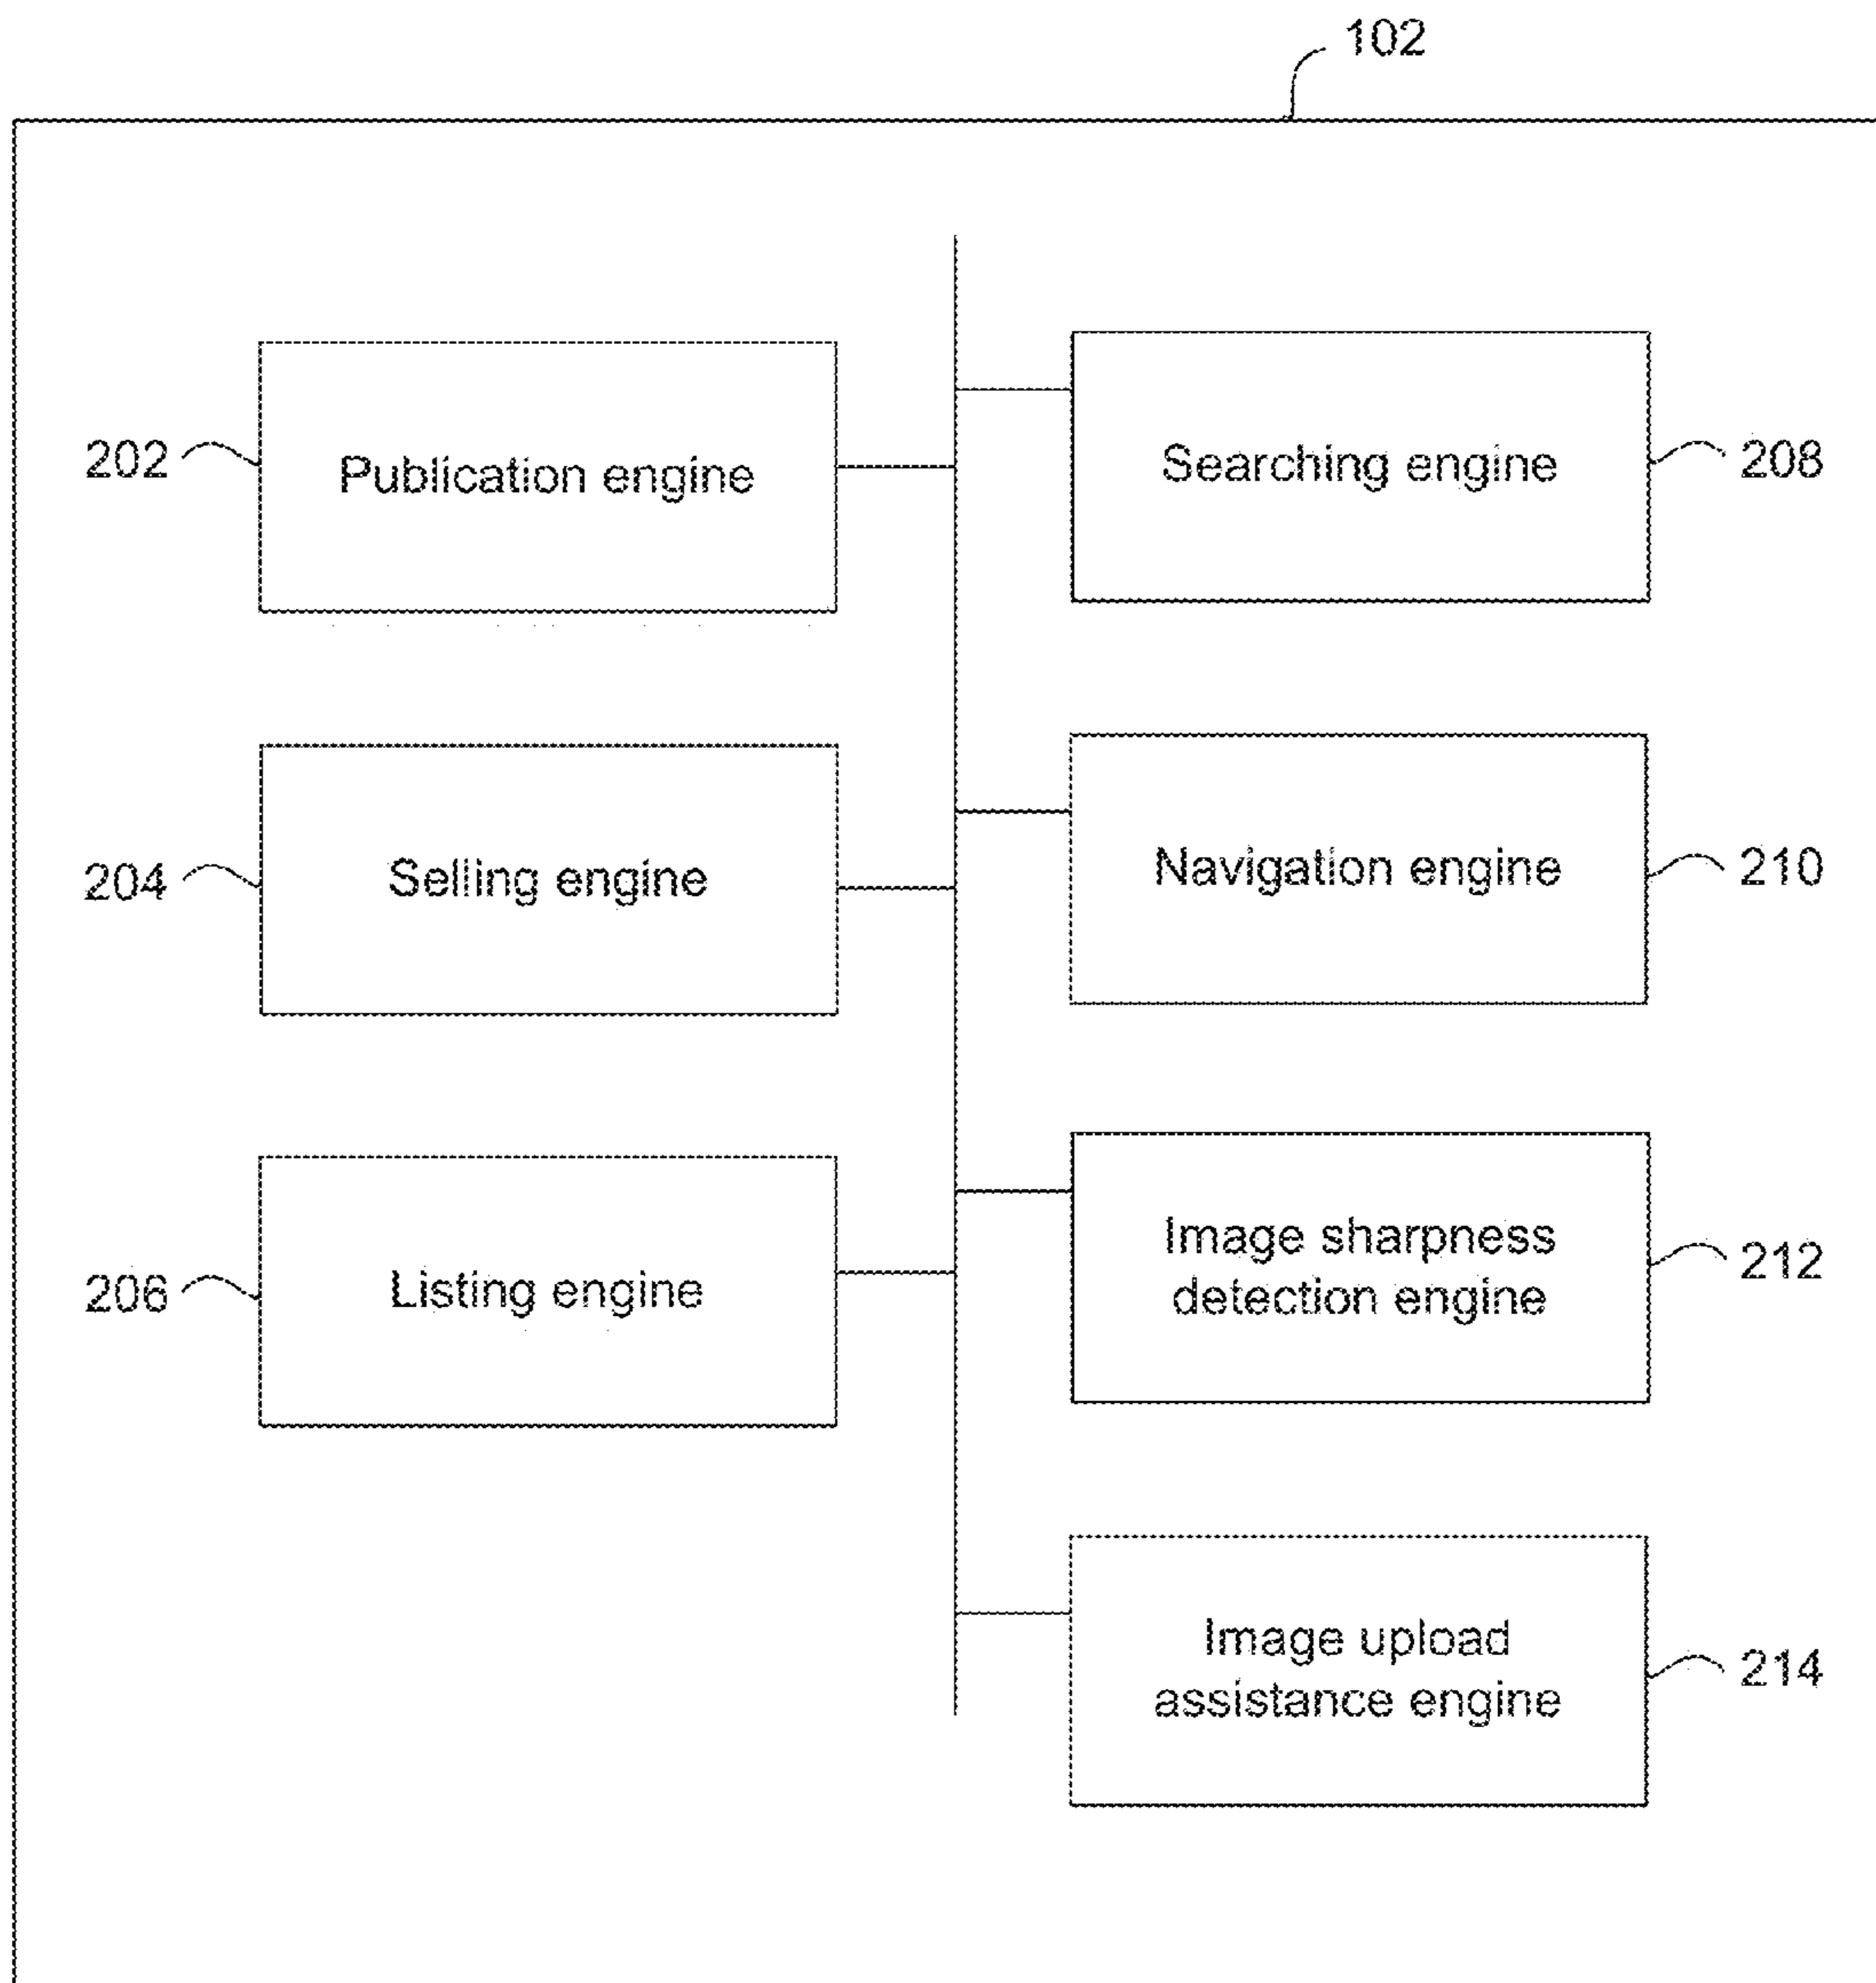 102
202
Publication engine
Searching engine
208
204
Selling engine
Navigation engine
210
206
Listing engine
Image sharpness
detection engine
212
Image upload
assistance engine
214